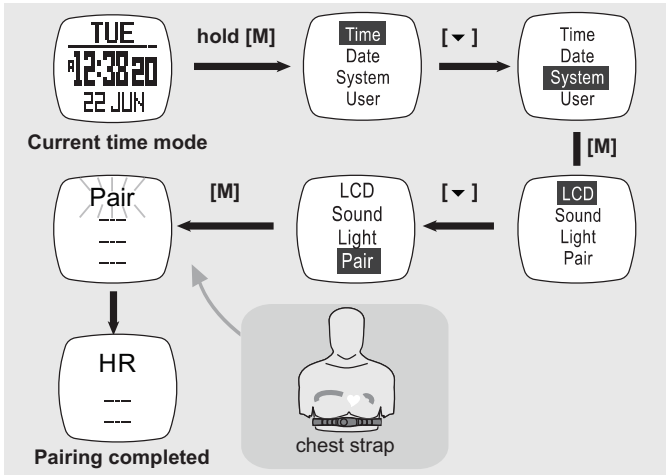 TUE
A 12:38 20
22 JUN
Current time mode
hold [M]
Time
Date
System
User
[▼]
Time
Date
System
User
[M]
LCD
Sound
Light
Pair
[▼]
LCD
Sound
Light
Pair
[M]
Pair
---
---
---
HR
---
---
Pairing completed
chest strap